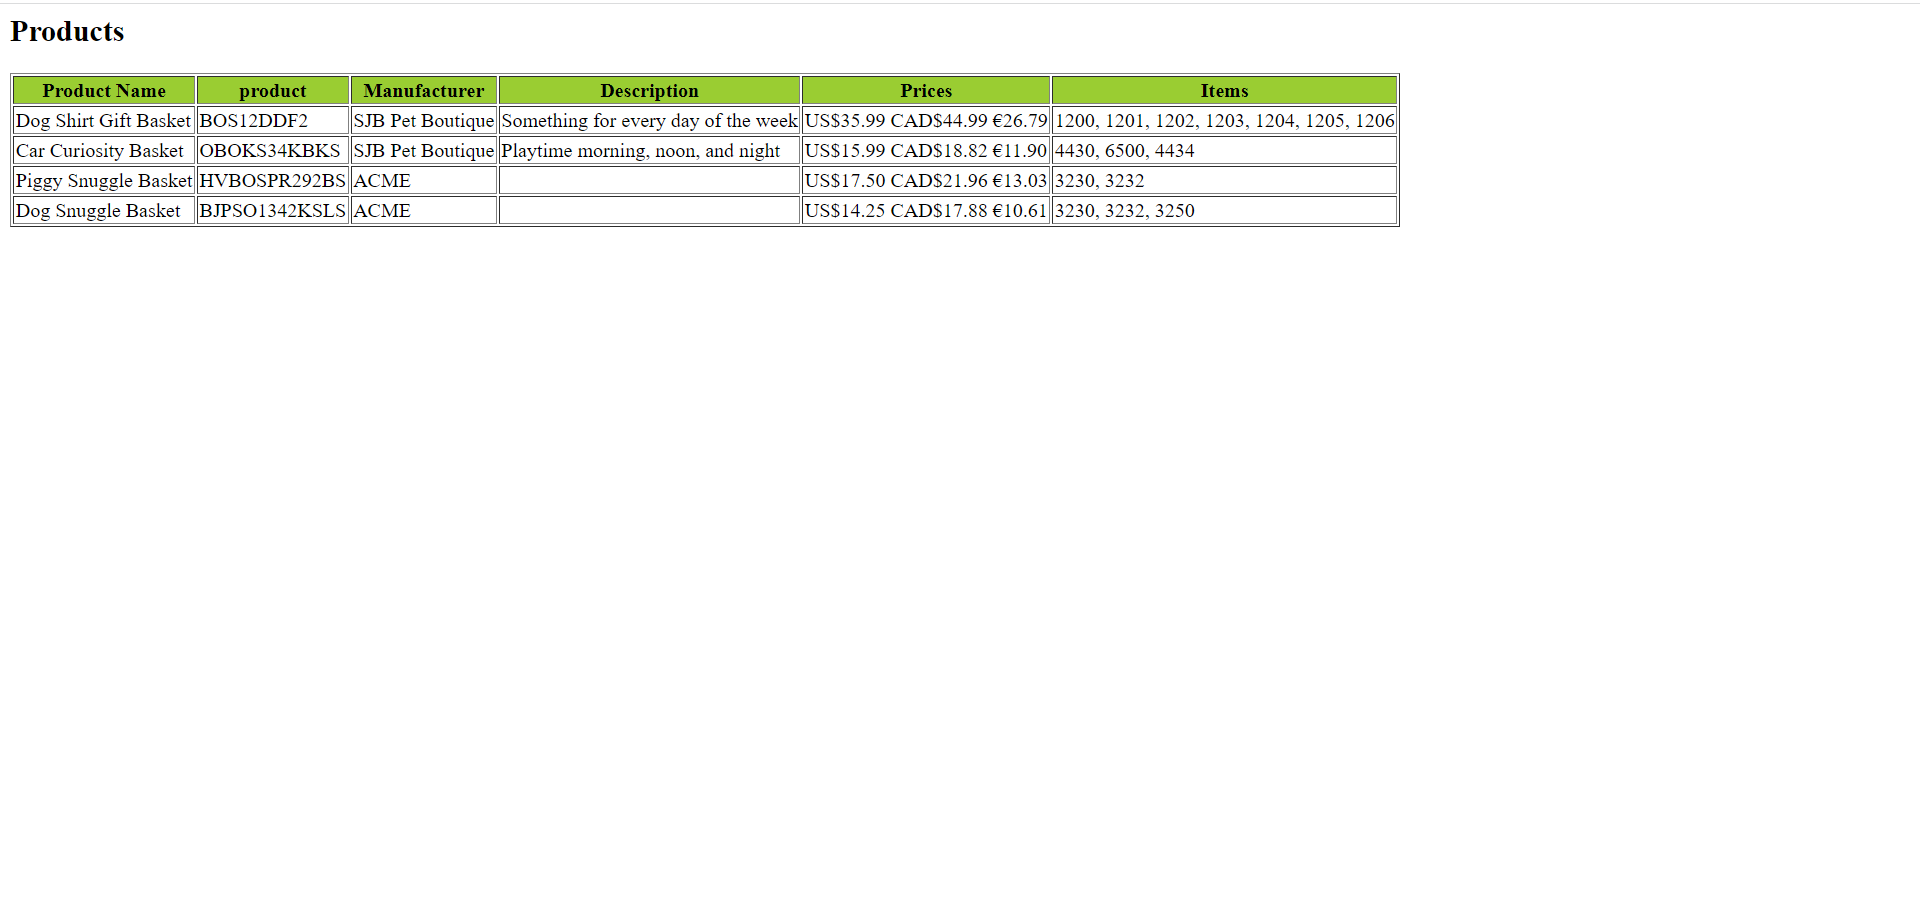 Products
Product Name product Manufacturer Description Prices Items
Dog Shirt Gift Basket BOS12DDF2 SJB Pet Boutique Something for every day of the week US$35.99 CAD$44.99 €26.79 1200, 1201, 1202, 1203, 1204, 1205, 1206
Car Curiosity Basket OBOKS34KBKS SJB Pet Boutique Playtime morning, noon, and night US$15.99 CAD$18.82 €11.90 4430, 6500, 4434
Piggy Snuggle Basket HVBOSPR292BS ACME US$17.50 CAD$21.96 €13.03 3230, 3232
Dog Snuggle Basket BJPSO1342KSLS ACME US$14.25 CAD$17.88 €10.61 3230, 3232, 3250